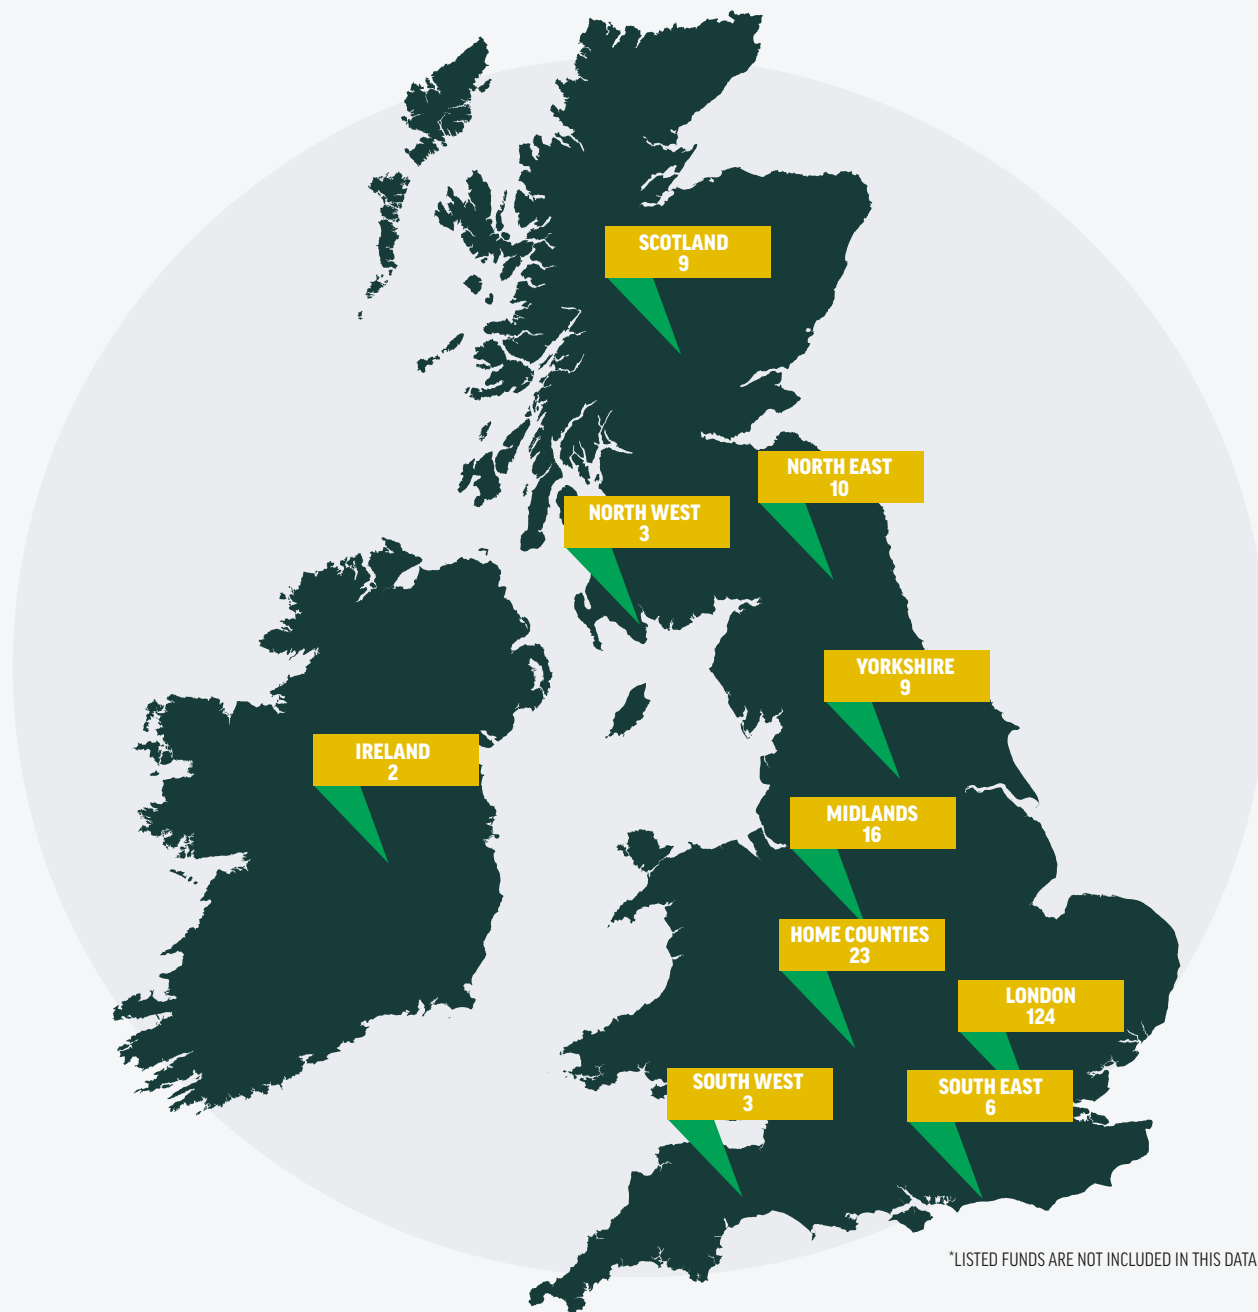 SCOTLAND
9
NORTH EAST
10
NORTH WEST
3
YORKSHIRE
9
IRELAND
2
MIDLANDS
16
HOME COUNTIES
23
LONDON
124
SOUTH WEST
3
SOUTH EAST
6
*LISTED FUNDS ARE NOT INCLUDED IN THIS DATA